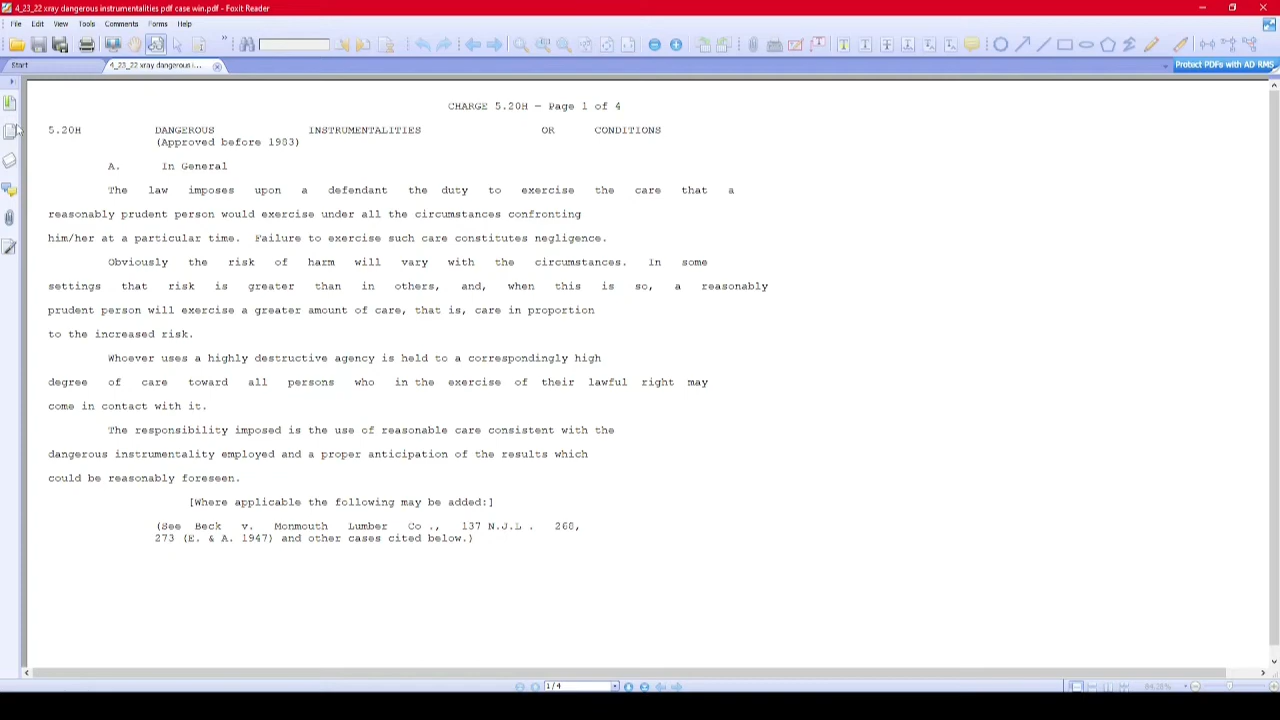 4_23_22 xray dangerous instrumentalities pdf case win.pdf - Foxit Reader
File Edit View Tools Comments Forms Help
Start
4_23_22 xray dangerous i...
Protect PDFs with AD RMS
CHARGE 5.20H — Page 1 of 4
5.20H DANGEROUS INSTRUMENTALITIES OR CONDITIONS
(Approved before 1983)
A. In General
The law imposes upon a defendant the duty to exercise the care that a
reasonably prudent person would exercise under all the circumstances confronting
him/her at a particular time. Failure to exercise such care constitutes negligence.
Obviously the risk of harm will vary with the circumstances. In some
settings that risk is greater than in others, and, when this is so, a reasonably
prudent person will exercise a greater amount of care, that is, care in proportion
to the increased risk.
Whoever uses a highly destructive agency is held to a correspondingly high
degree of care toward all persons who in the exercise of their lawful right may
come in contact with it.
The responsibility imposed is the use of reasonable care consistent with the
dangerous instrumentality employed and a proper anticipation of the results which
could be reasonably foreseen.
[Where applicable the following may be added:]
(See Beck v. Monmouth Lumber Co ., 137 N.J.L . 268,
273 (E. & A. 1947) and other cases cited below.)
1 / 4